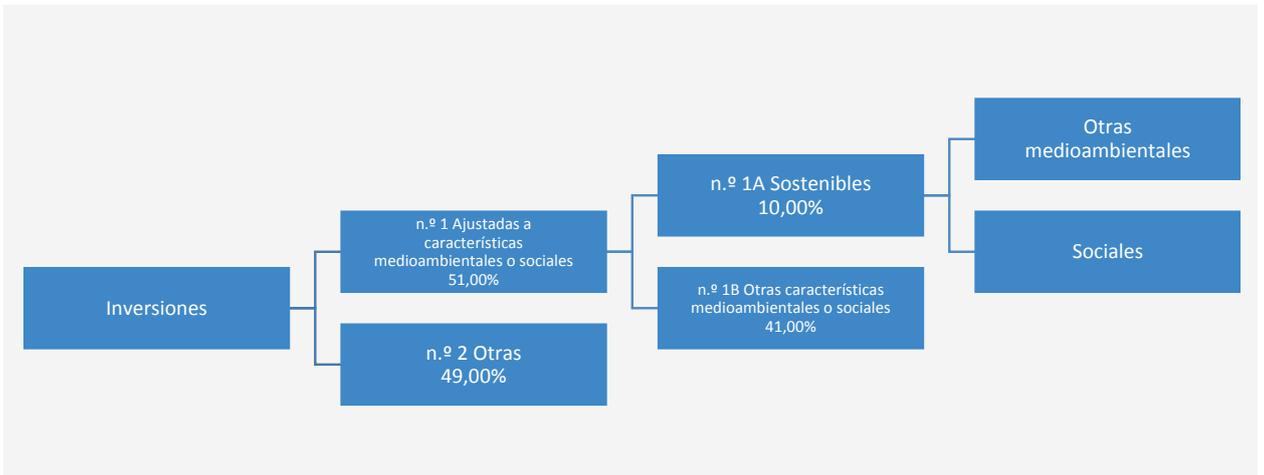 Inversiones
n.º 1 Ajustadas a
características
medioambientales o sociales
51,00%
n.º 2 Otras
49,00%
n.º 1A Sostenibles
10,00%
n.º 1B Otras características
medioambientales o sociales
41,00%
Otras
medioambientales
Sociales